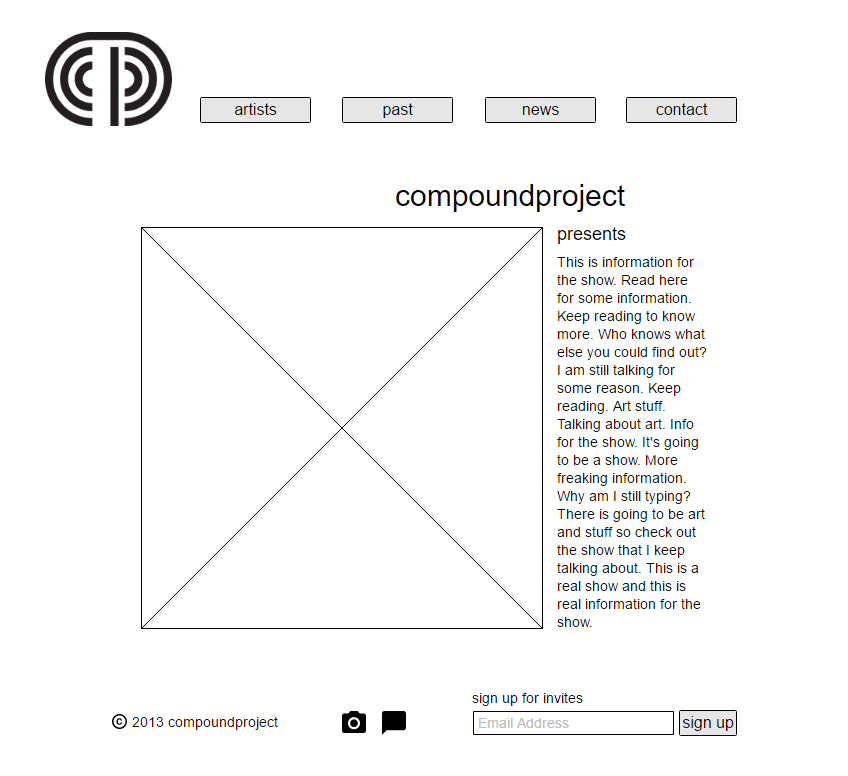 artists
past
news
contact
compoundproject
presents
This is information for
the show. Read here
for some information.
Keep reading to know
more. Who knows what
else you could find out?
I am still talking for
some reason. Keep
reading. Art stuff.
Talking about art. Info
for the show. It's going
to be a show. More
freaking information.
Why am I still typing?
There is going to be art
and stuff so check out
the show that I keep
talking about. This is a
real show and this is
real information for the
show.
sign up for invites
© 2013 compoundproject
Email Address
sign up